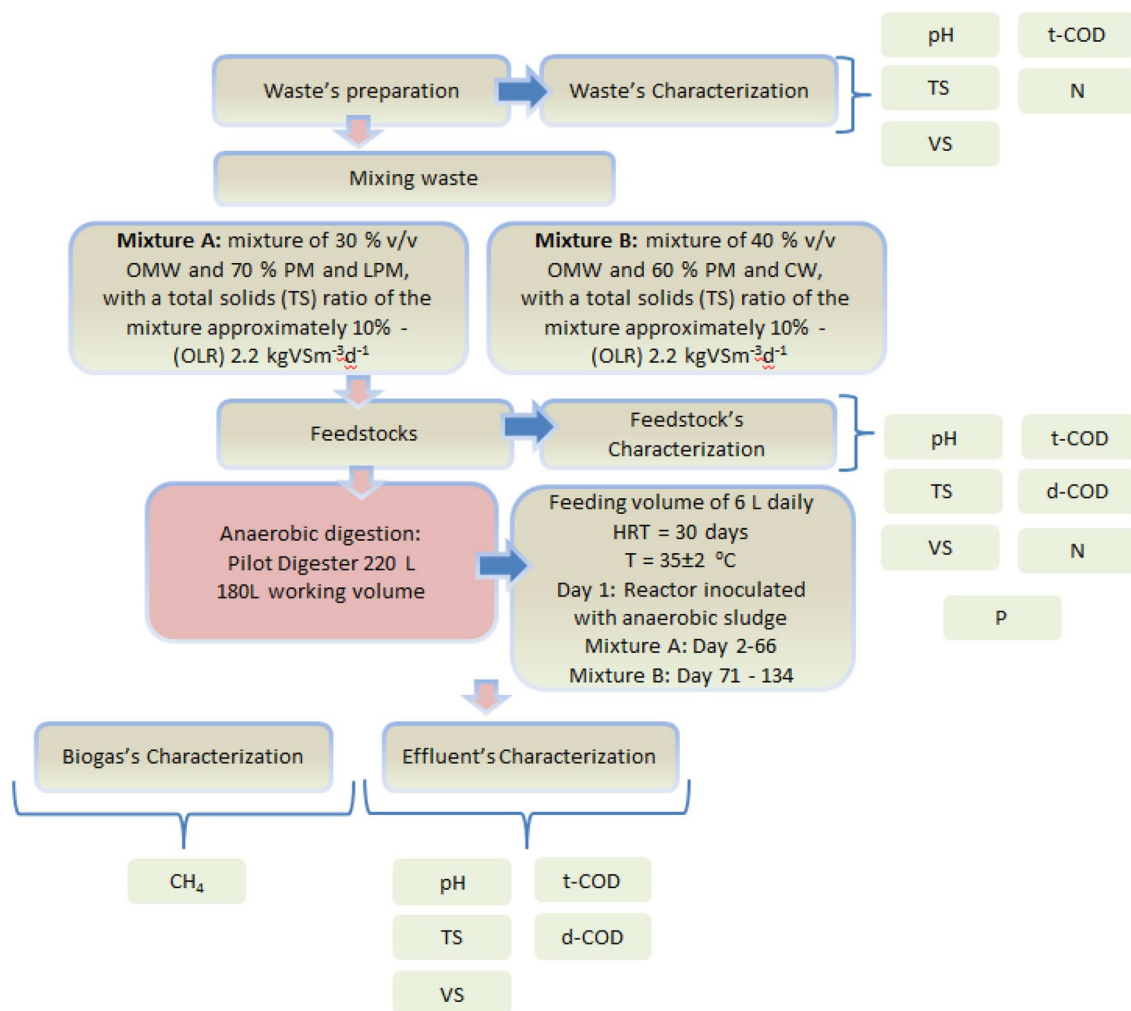 pH
t-COD
Waste's preparation
Waste's Characterization
TS
N
VS
Mixing waste
Mixture A: mixture of 30 % v/v
OMW and 70 % PM and LPM,
with a total solids (TS) ratio of the
mixture approximately 10% -
(OLR) 2.2 kgVSm⁻³d⁻¹
Mixture B: mixture of 40 % v/v
OMW and 60 % PM and CW,
with a total solids (TS) ratio of the
mixture approximately 10% -
(OLR) 2.2 kgVSm⁻³d⁻¹
Feedstocks
Feedstock's
Characterization
pH
t-COD
TS
d-COD
VS
N
P
Anaerobic digestion:
Pilot Digester 220 L
180L working volume
Feeding volume of 6 L daily
HRT = 30 days
T = 35±2 ⁰C
Day 1: Reactor inoculated
with anaerobic sludge
Mixture A: Day 2-66
Mixture B: Day 71 - 134
Biogas's Characterization
Effluent's Characterization
CH₄
pH
t-COD
TS
d-COD
VS